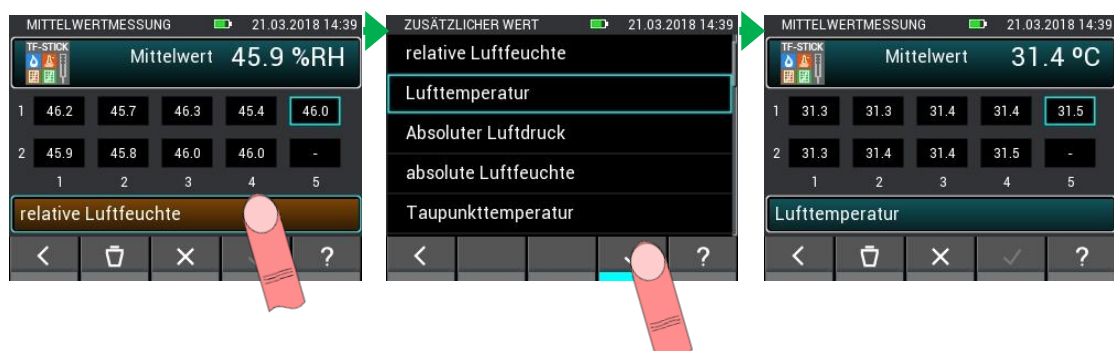 MITTELWERTMESSUNG 21.03.2018 14:39
TF-STICK
Mittelwert 45.9 %RH
1 46.2 45.7 46.3 45.4 46.0
2 45.9 45.8 46.0 46.0 -
1 2 3 4 5
relative Luftfeuchte
?
ZUSÄTZLICHER WERT 21.03.2018 14:39
relative Luftfeuchte
Lufttemperatur
Absoluter Luftdruck
absolute Luftfeuchte
Taupunkttemperatur
?
MITTELWERTMESSUNG 21.03.2018 14:39
TF-STICK
Mittelwert 31.4 ºC
1 31.3 31.3 31.4 31.4 31.5
2 31.3 31.4 31.4 31.5 -
1 2 3 4 5
Lufttemperatur
?